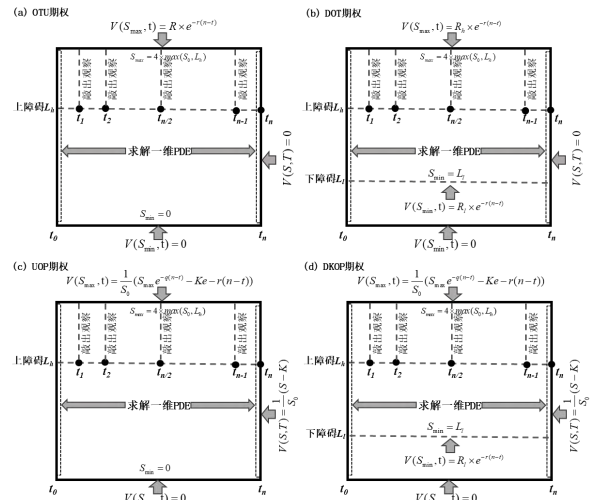 (a) OTU期权
V(S_max,t)=R×e^{-r(n-t)}
S_max=4×max(S_0,L_h)
敲出观察
敲出观察
敲出观察
敲出观察
上障碍L_h
t_1 t_2 t_{n/2} t_{n-1} t_n
求解一维PDE
V(S,T)=0
S_min=0
t_0 t_n
V(S_min,t)=0
(b) DOT期权
V(S_max,t)=R_h×e^{-r(n-t)}
S_max=4×max(S_0,L_h)
敲出观察
敲出观察
敲出观察
敲出观察
上障碍L_h
t_1 t_2 t_{n/2} t_{n-1} t_n
求解一维PDE
V(S,T)=0
S_min=L_l
下障碍L_l
V(S_min,t)=R_l×e^{-r(n-t)}
t_0 t_n
V(S_min,t)=0
(c) UOP期权
V(S_max,t)=\frac{1}{S_0}(S_max e^{-q(n-t)}-Ke-r(n-t))
S_max=4×max(S_0,L_h)
敲出观察
敲出观察
敲出观察
敲出观察
上障碍L_h
t_1 t_2 t_{n/2} t_{n-1} t_n
求解一维PDE
V(S,T)=\frac{1}{S_0}(S-K)
S_min=0
t_0 t_n
V(S_min,t)=0
(d) DKOP期权
V(S_max,t)=\frac{1}{S_0}(S_max e^{-q(n-t)}-Ke-r(n-t))
S_max=4×max(S_0,L_h)
敲出观察
敲出观察
敲出观察
敲出观察
上障碍L_h
t_1 t_2 t_{n/2} t_{n-1} t_n
求解一维PDE
V(S,T)=\frac{1}{S_0}(S-K)
S_min=L_l
下障碍L_l
V(S_min,t)=R_l×e^{-r(n-t)}
t_0 t_n
V(S_min,t)=0